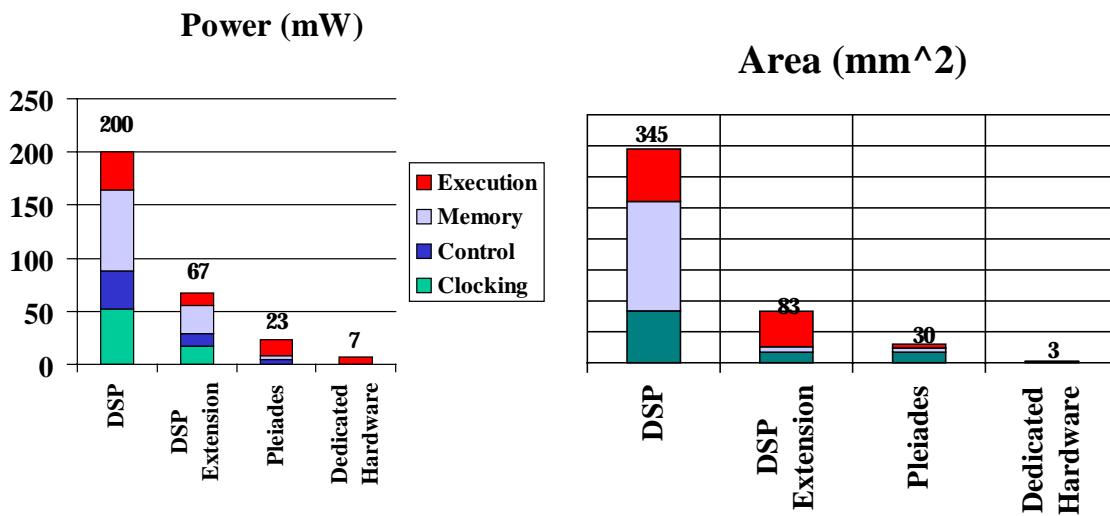 Power (mW)
250
200
150
100
50
0
200
67
23
7
DSP
DSP
Extension
Pleiades
Dedicated
Hardware
Execution
Memory
Control
Clocking
Area (mm^2)
345
83
30
3
DSP
DSP
Extension
Pleiades
Dedicated
Hardware